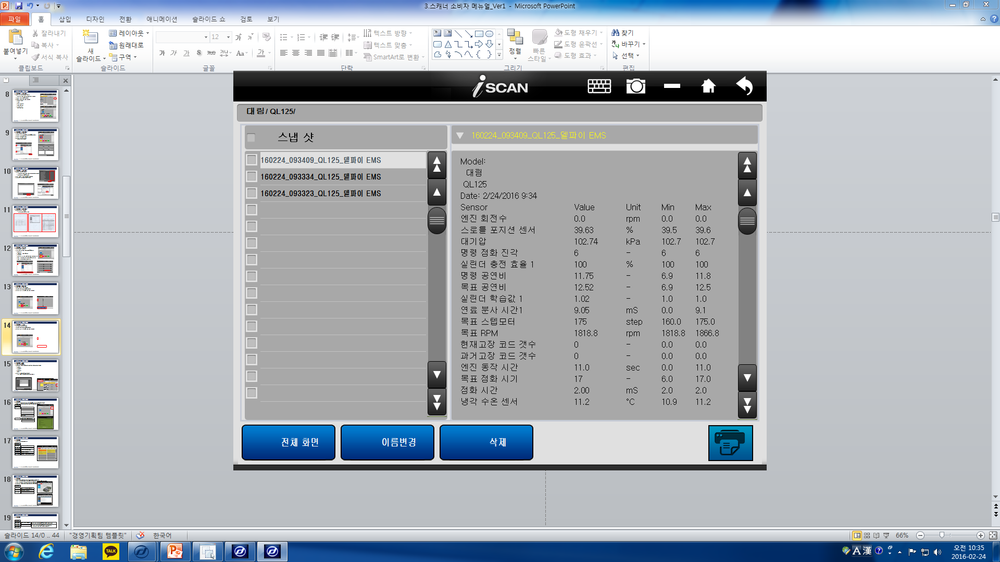 3.스캐너 소비자 메뉴얼_Ver1 - Microsoft PowerPoint
파일 홈 삽입 디자인 전환 애니메이션 슬라이드 쇼 검토 보기
붙여넣기
잘라내기
복사
서식 복사
클립보드
새 슬라이드
레이아웃
원래대로
구역
슬라이드
12
가 가 가 S 가나 Aa 가
글꼴
텍스트 방향
텍스트 맞춤
SmartArt로 변환
단락
정렬
빠른 스타일
도형 채우기
도형 윤곽선
도형 효과
그리기
찾기
바꾸기
선택
편집
8
9
10
11
12
13
14
15
16
17
18
19
i SCAN
대림/ QL125/
스냅 샷
160224_093409_QL125_델파이 EMS
160224_093334_QL125_델파이 EMS
160224_093323_QL125_델파이 EMS
160224_093409_QL125_델파이 EMS
Model:
대림
QL125
Date: 2/24/2016 9:34
Sensor Value Unit Min Max
엔진 회전수 0.0 rpm 0.0 0.0
스로틀 포지션 센서 39.63 % 39.5 39.6
대기압 102.74 kPa 102.7 102.7
명령 점화 진각 6 - 6 6
실린더 충전 효율 1 100 % 100 100
명령 공연비 11.75 - 6.9 11.8
목표 공연비 12.52 - 6.9 12.5
실린더 학습값 1 1.02 - 1.0 1.0
연료 분사 시간1 9.05 mS 0.0 9.1
목표 스텝모터 175 step 160.0 175.0
목표 RPM 1818.8 rpm 1818.8 1866.8
현재고장 코드 갯수 0 - 0.0 0.0
과거고장 코드 갯수 0 - 0.0 0.0
엔진 동작 시간 11.0 sec 0.0 11.0
목표 점화 시기 17 - 6.0 17.0
점화 시간 2.00 mS 2.0 2.0
냉각 수온 센서 11.2 °C 10.9 11.2
전체 화면
이름변경
삭제
슬라이드 14/0 .. 44 "경영기획팀 템플릿" 한국어 66%
TALK
A 漢
오전 10:35
2016-02-24